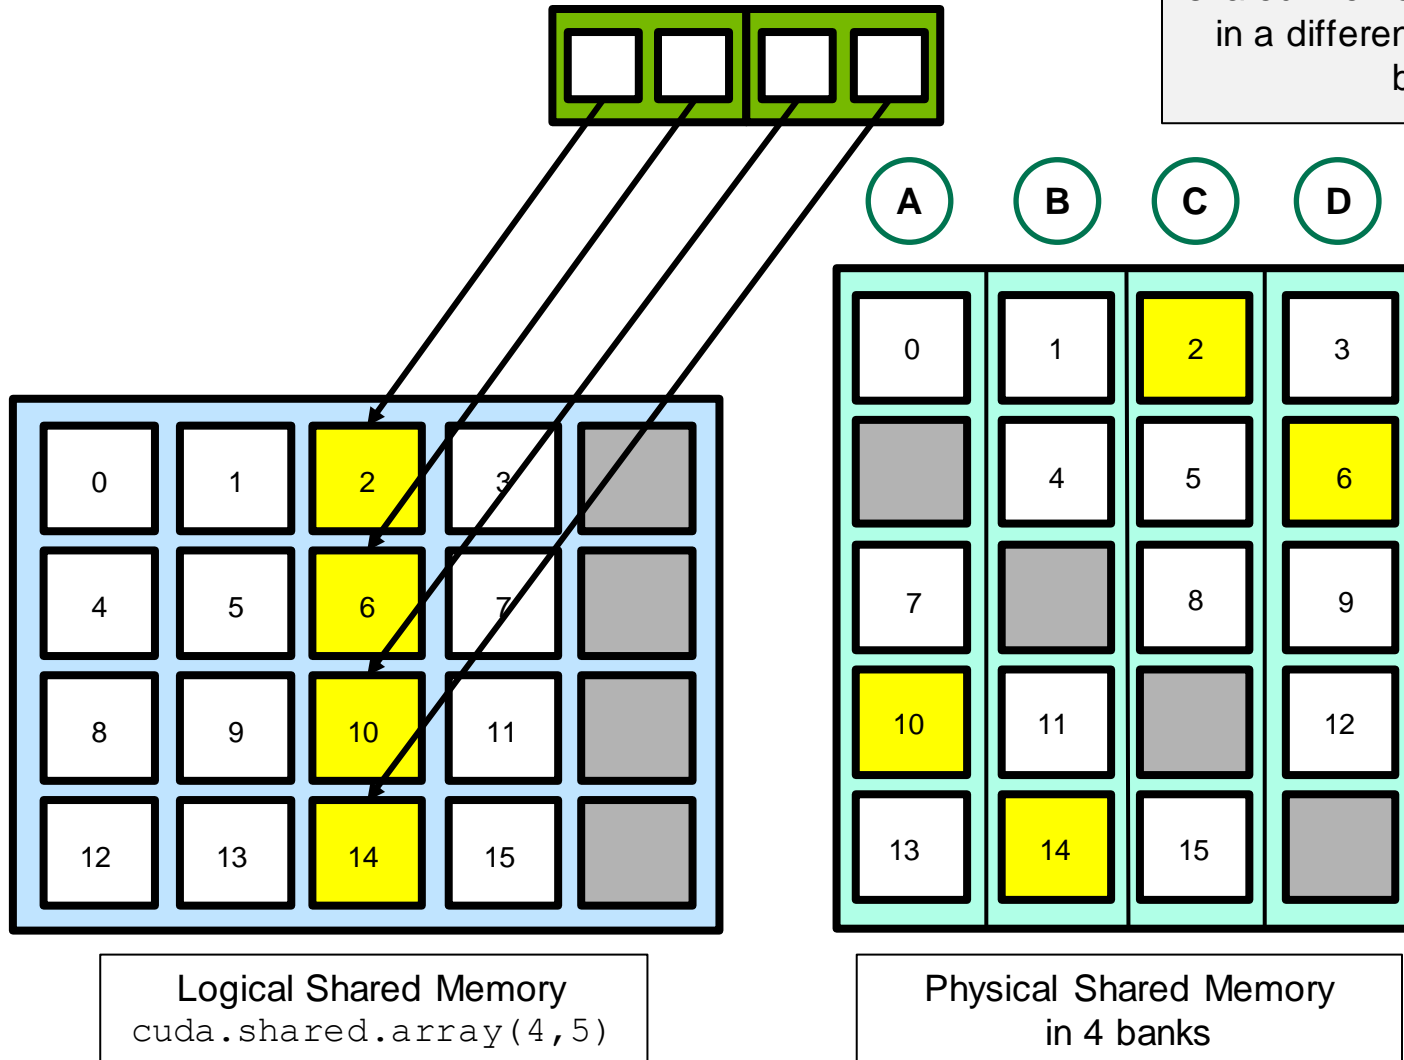 in a differen
b
A B C D
0 1 2 3
4 5 6
7 8 9
10 11 12
13 14 15
0 1 2 3
4 5 6 7
8 9 10 11
12 13 14 15
Logical Shared Memory
cuda.shared.array(4,5)
Physical Shared Memory
in 4 banks